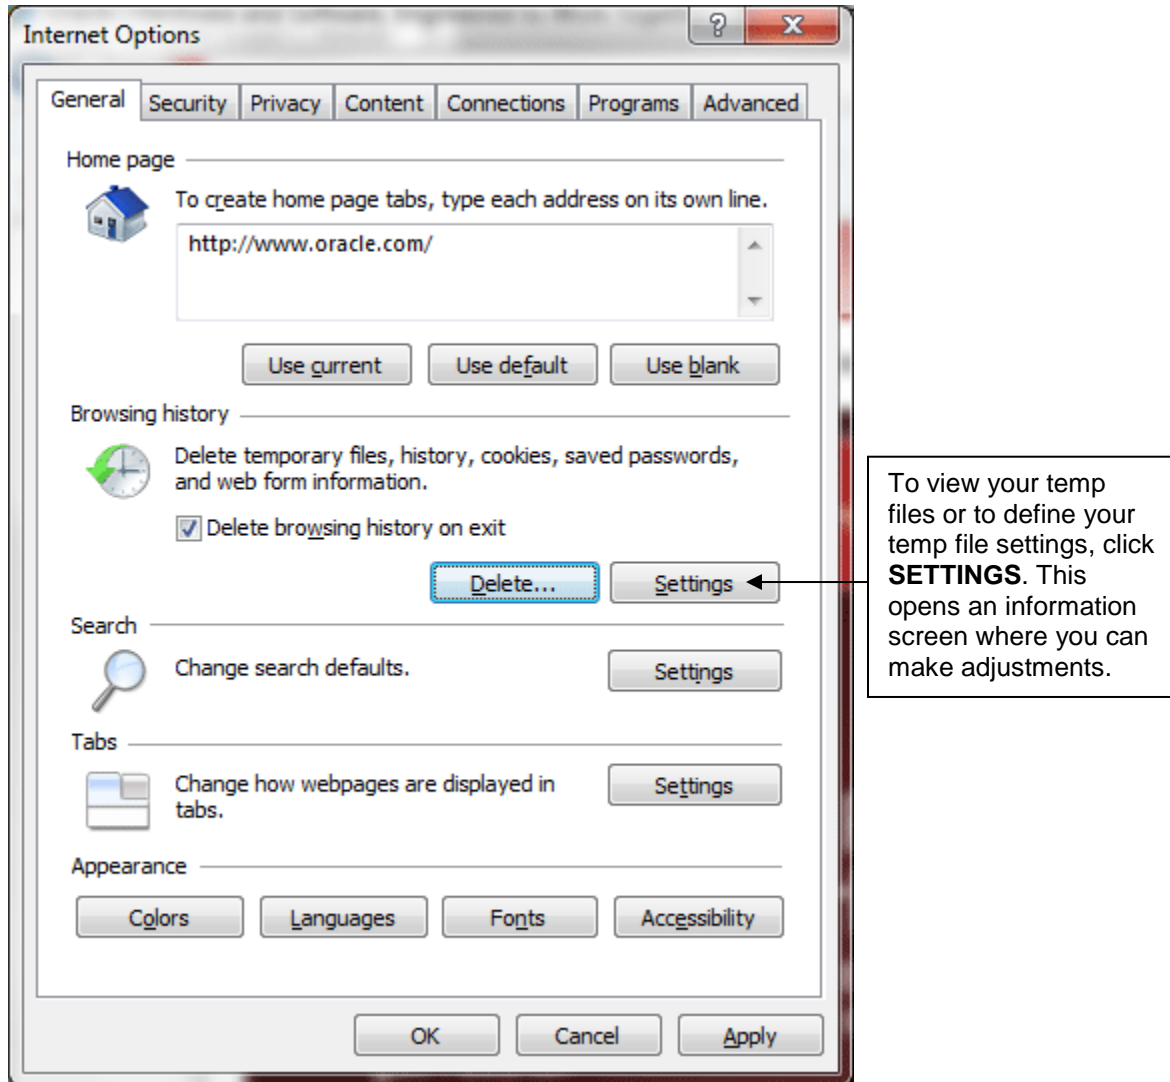 Internet Options
General Security Privacy Content Connections Programs Advanced
Home page
To create home page tabs, type each address on its own line.
http://www.oracle.com/
Use current Use default Use blank
Browsing history
Delete temporary files, history, cookies, saved passwords,
and web form information.
Delete browsing history on exit
Delete... Settings
To view your temp
files or to define your
temp file settings, click
SETTINGS. This
opens an information
screen where you can
make adjustments.
Search
Change search defaults.
Settings
Tabs
Change how webpages are displayed in
tabs.
Settings
Appearance
Colors Languages Fonts Accessibility
OK Cancel Apply